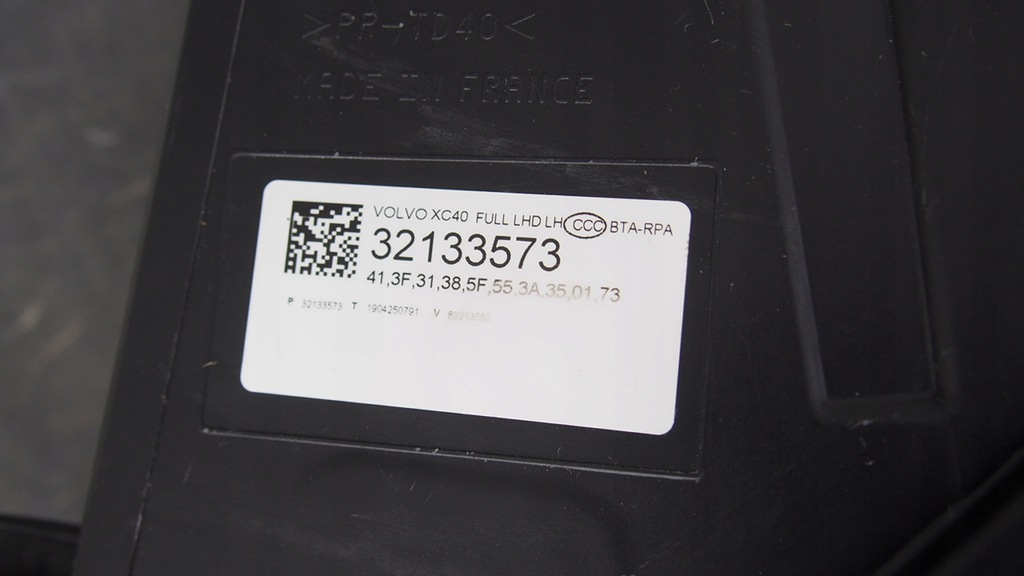 >PP-TD40<
MADE IN FRANCE
VOLVO XC40 FULL LHD LH CCC BTA-RPA
32133573
41,3F,31,38,5F,55,3A,35,01,73
P 32133573 T 1904250791 V